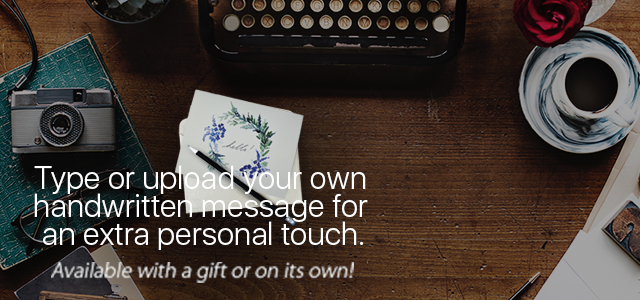 hello!
Type or upload your own
handwritten message for
an extra personal touch.
Available with a gift or on its own!